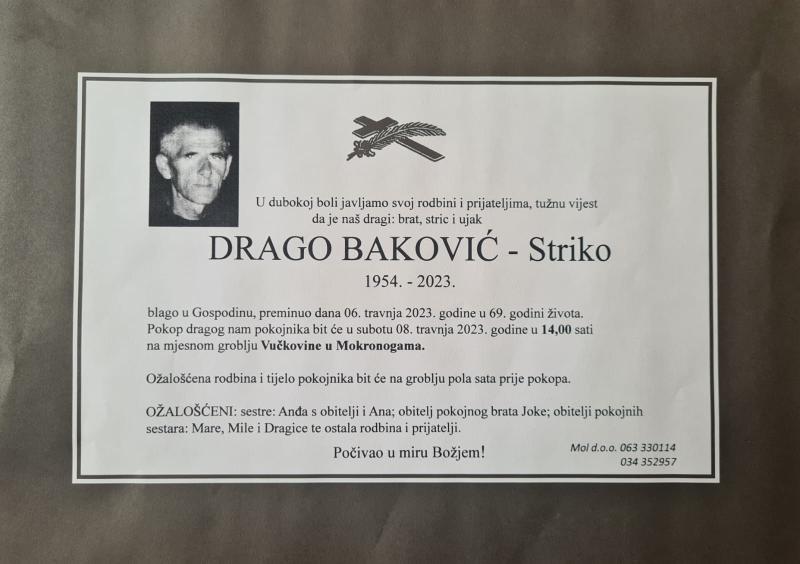 U dubokoj boli javljamo svoj rodbini i prijateljima, tužnu vijest
da je naš dragi: brat, stric i ujak
DRAGO BAKOVIĆ - Striko
1954. - 2023.
blago u Gospodinu, preminuo dana 06. travnja 2023. godine u 69. godini života.
Pokop dragog nam pokojnika bit će u subotu 08. travnja 2023. godine u 14,00 sati
na mjesnom groblju Vučkovine u Mokronogama.
Ožalošćena rodbina i tijelo pokojnika bit će na groblju pola sata prije pokopa.
OŽALOŠĆENI: sestre: Anđa s obitelji i Ana; obitelj pokojnog brata Joke; obitelji pokojnih
sestara: Mare, Mile i Dragice te ostala rodbina i prijatelji.
Počivao u miru Božjem!
Mol d.o.o. 063 330114
034 352957